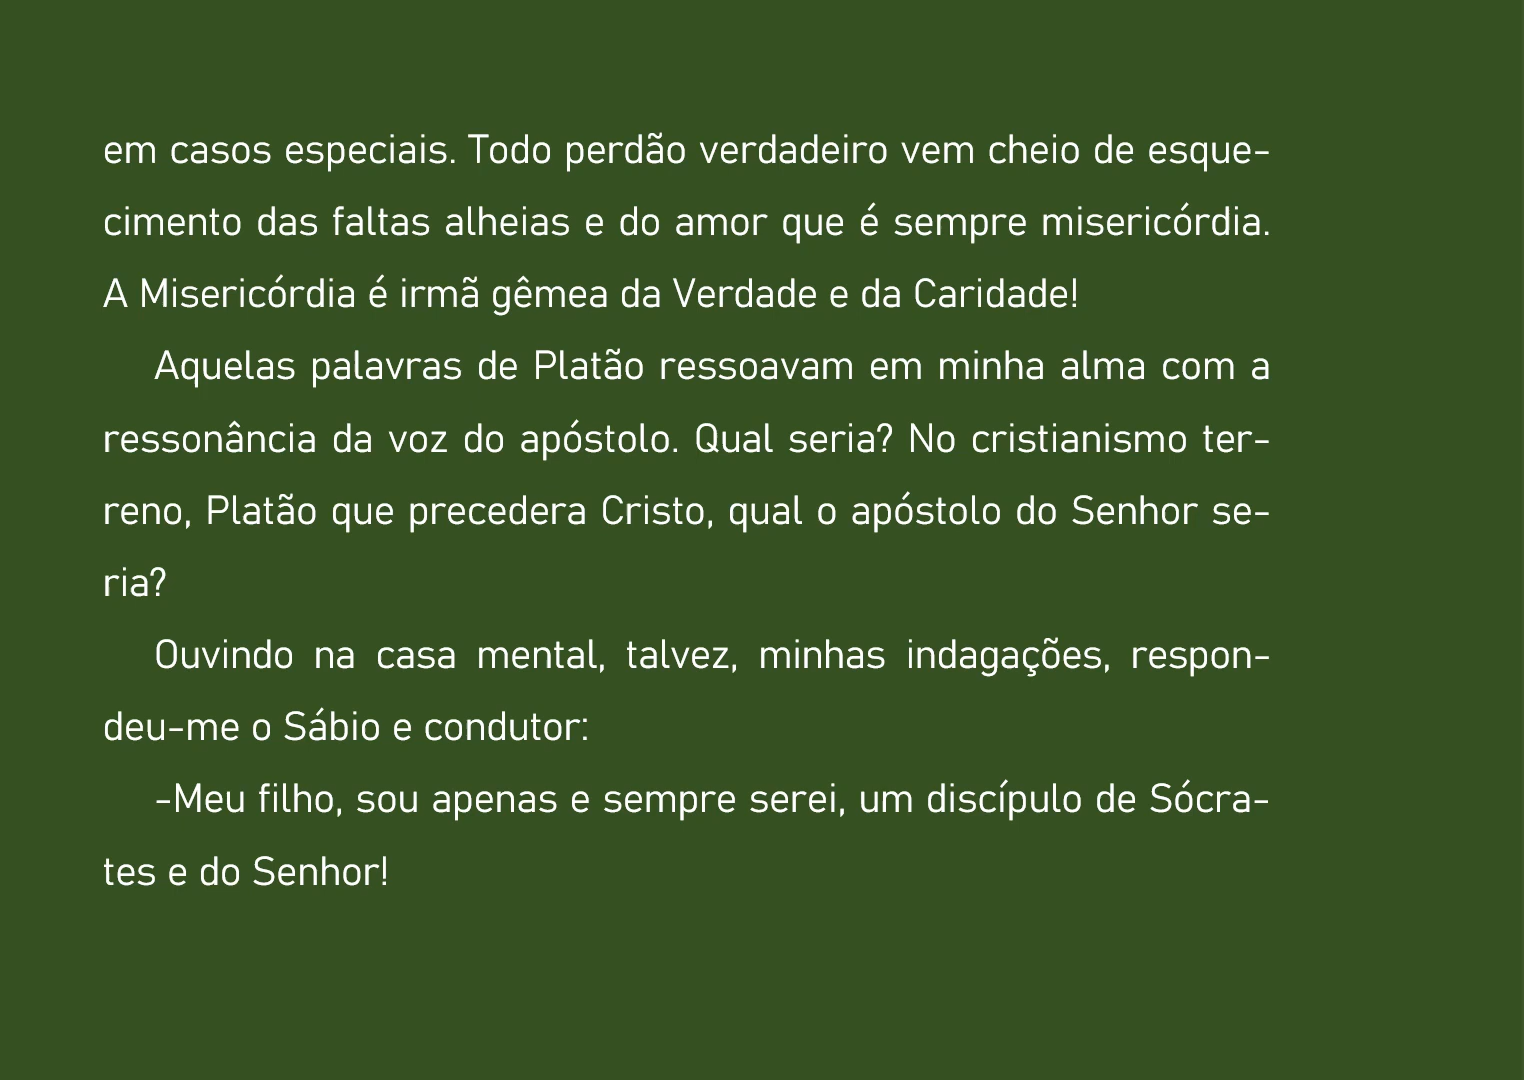 em casos especiais. Todo perdão verdadeiro vem cheio de esque-
cimento das faltas alheias e do amor que é sempre misericórdia.
A Misericórdia é irmã gêmea da Verdade e da Caridade!
Aquelas palavras de Platão ressoavam em minha alma com a
ressonância da voz do apóstolo. Qual seria? No cristianismo ter-
reno, Platão que precedera Cristo, qual o apóstolo do Senhor se-
ria?
Ouvindo na casa mental, talvez, minhas indagações, respon-
deu-me o Sábio e condutor:
-Meu filho, sou apenas e sempre serei, um discípulo de Sócra-
tes e do Senhor!